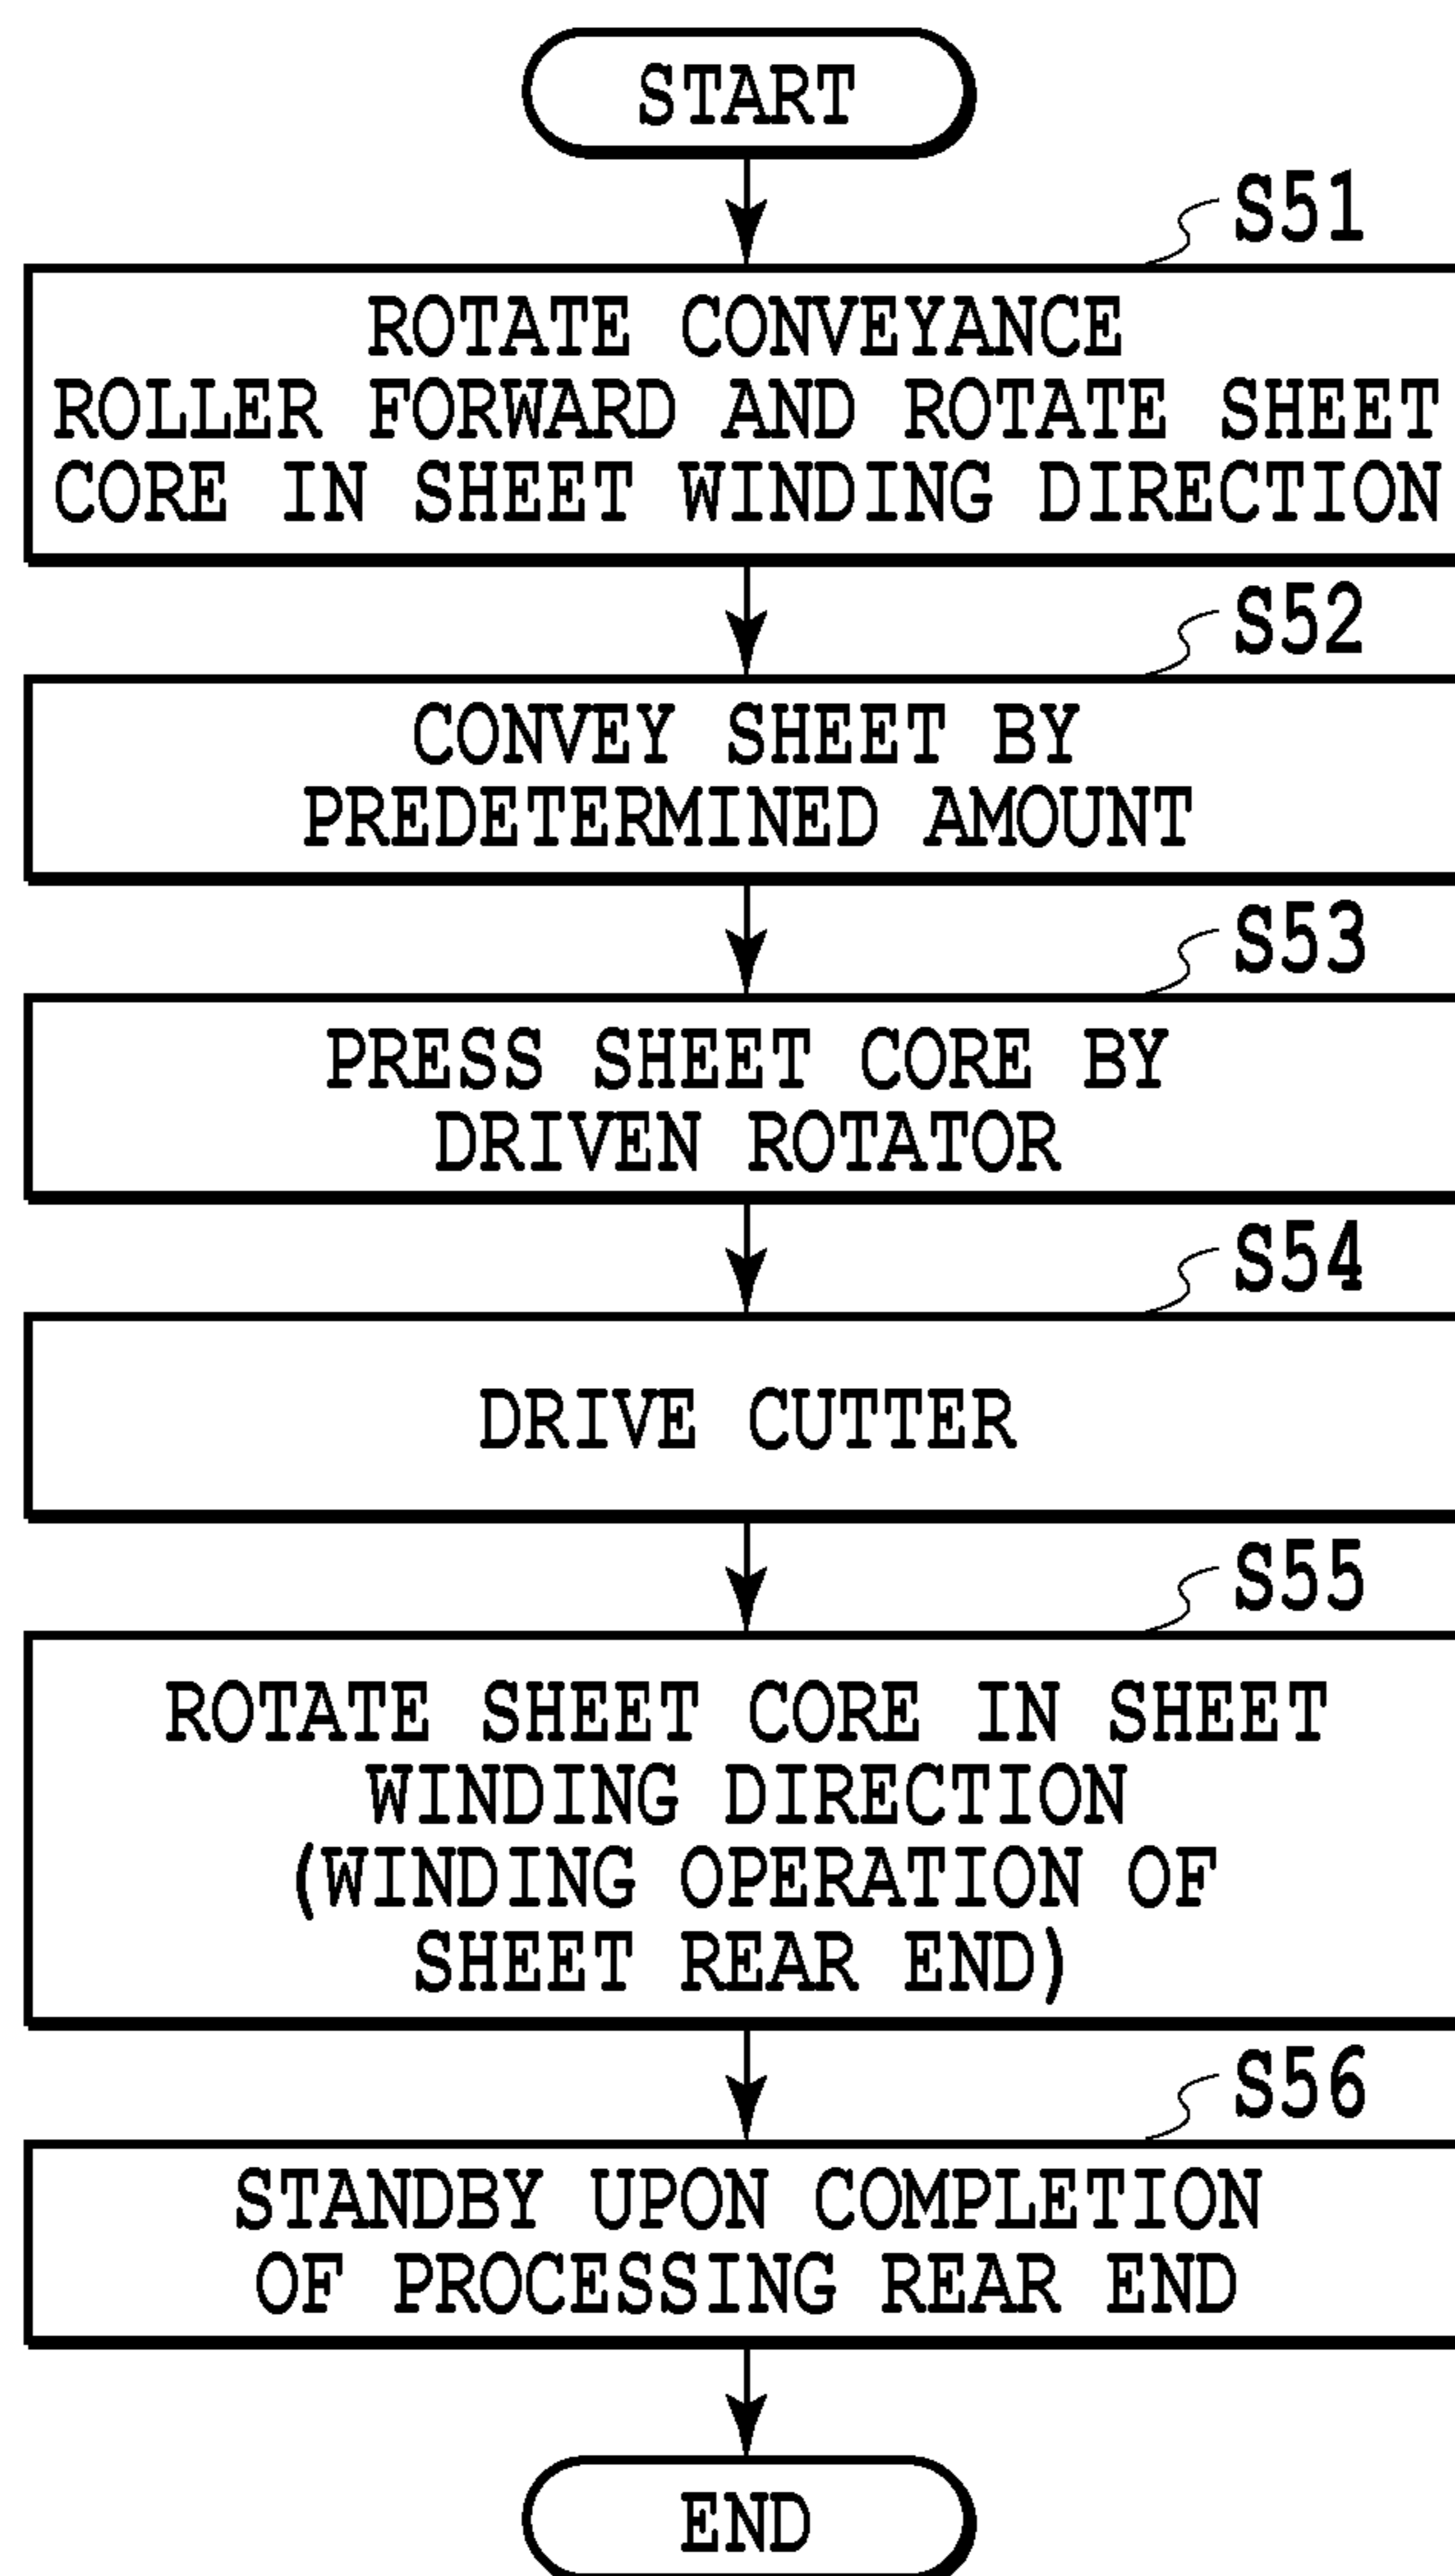 START
S51
ROTATE CONVEYANCE
ROLLER FORWARD AND ROTATE SHEET
CORE IN SHEET WINDING DIRECTION
S52
CONVEY SHEET BY
PREDETERMINED AMOUNT
S53
PRESS SHEET CORE BY
DRIVEN ROTATOR
S54
DRIVE CUTTER
S55
ROTATE SHEET CORE IN SHEET
WINDING DIRECTION
(WINDING OPERATION OF
SHEET REAR END)
S56
STANDBY UPON COMPLETION
OF PROCESSING REAR END
END